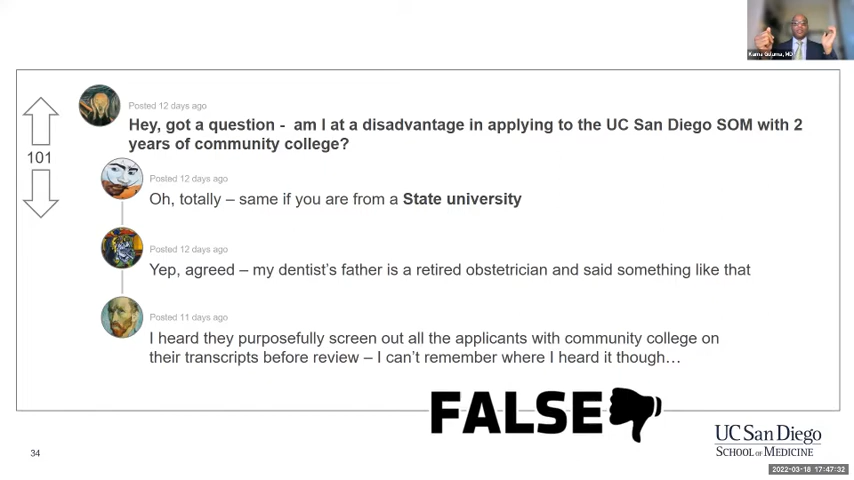 Posted 12 days ago
Hey, got a question - am I at a disadvantage in applying to the UC San Diego SOM with 2
years of community college?
101
Posted 12 days ago
Oh, totally – same if you are from a State university
Posted 12 days ago
Yep, agreed – my dentist’s father is a retired obstetrician and said something like that
Posted 11 days ago
I heard they purposefully screen out all the applicants with community college on
their transcripts before review – I can’t remember where I heard it though…
FALSE
UC San Diego
SCHOOL OF MEDICINE
34
2022-03-18 17:47:32